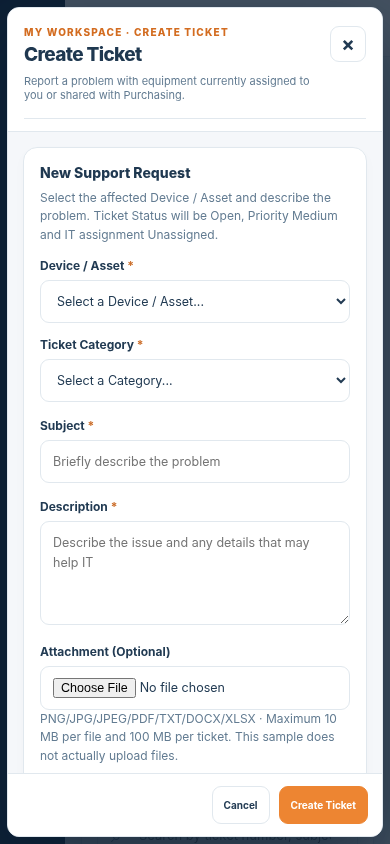 MY WORKSPACE · CREATE TICKET
Create Ticket
×
Report a problem with equipment currently assigned to
you or shared with Purchasing.
New Support Request
Select the affected Device / Asset and describe the
problem. Ticket Status will be Open, Priority Medium
and IT assignment Unassigned.
Device / Asset *
Select a Device / Asset...
Ticket Category *
Select a Category...
Subject *
Briefly describe the problem
Description *
Describe the issue and any details that may
help IT
Attachment (Optional)
Choose File No file chosen
PNG/JPG/JPEG/PDF/TXT/DOCX/XLSX · Maximum 10
MB per file and 100 MB per ticket. This sample does
not actually upload files.
Cancel
Create Ticket